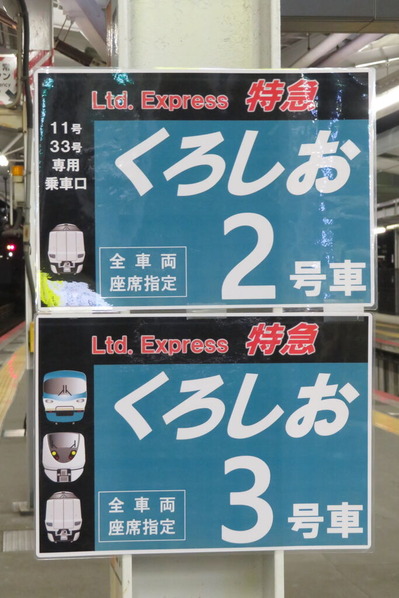 Ltd. Express 特急
11号
33号
専用
乗車口
くろしお
全車両
座席指定
2号車
Ltd. Express 特急
くろしお
全車両
座席指定
3号車